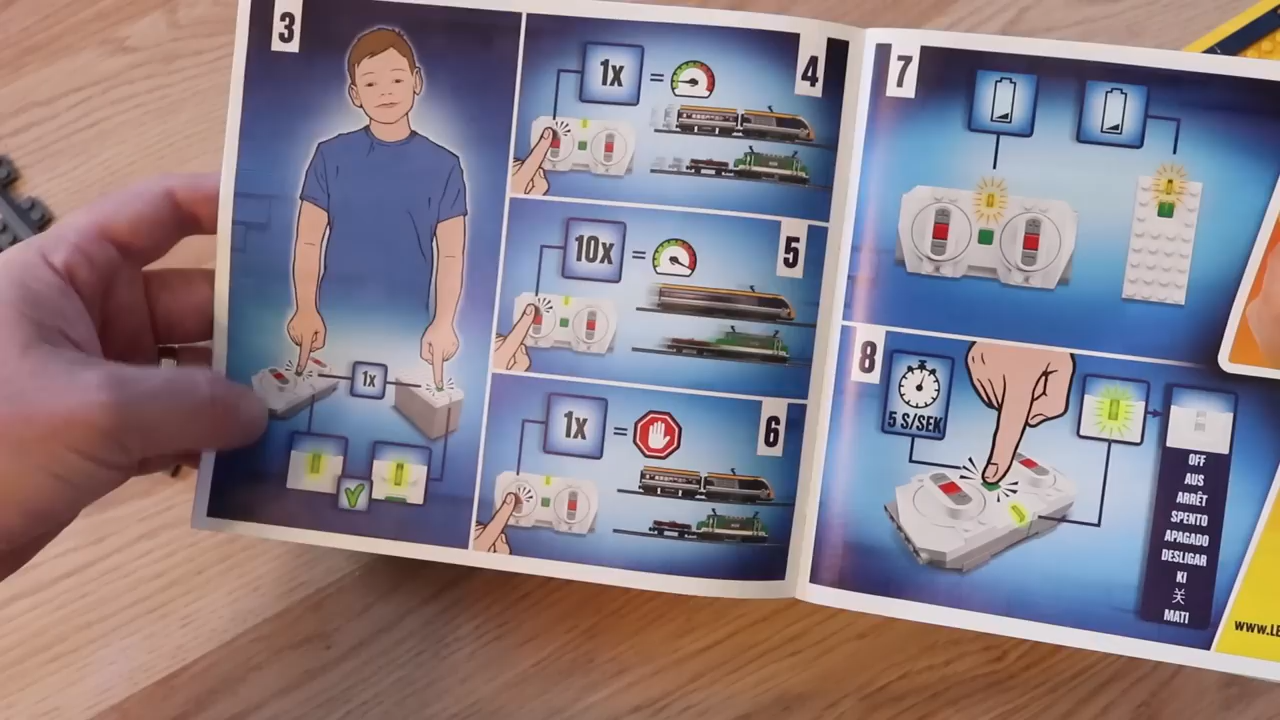 3
1x
4
1x
=
5
10x
=
6
1x
=
7
8
5 S/SEK
OFF
AUS
ARRÊT
SPENTO
APAGADO
DESLIGAR
KI
关
MATI
WWW.LE